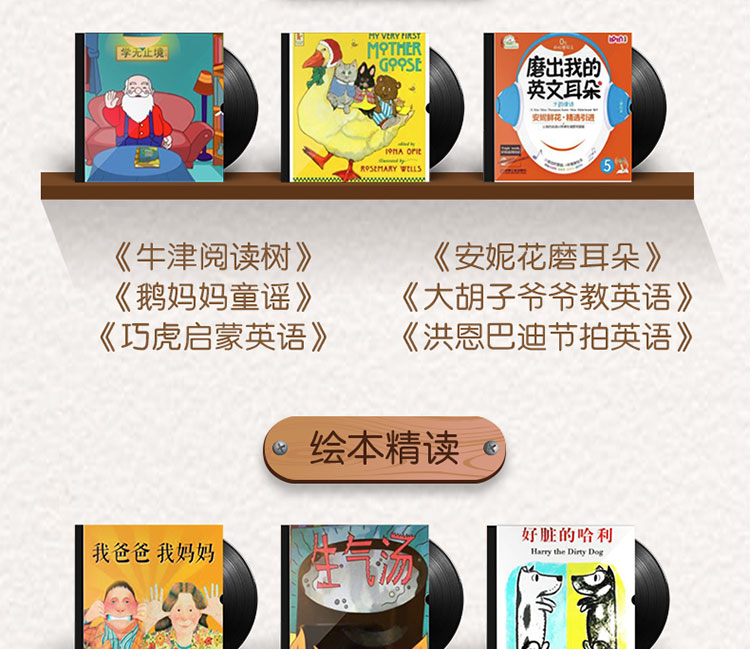 学无止境
MY VERY FIRST
MOTHER
GOOSE
edited by
IONA OPIE
illustrated by
ROSEMARY WELLS
磨出我的
英文耳朵
安妮鲜花·精选引进
5
《牛津阅读树》
《安妮花磨耳朵》
《鹅妈妈童谣》
《大胡子爷爷教英语》
《巧虎启蒙英语》
《洪恩巴迪节拍英语》
绘本精读
我爸爸 我妈妈
生气汤
好脏的哈利
Harry the Dirty Dog